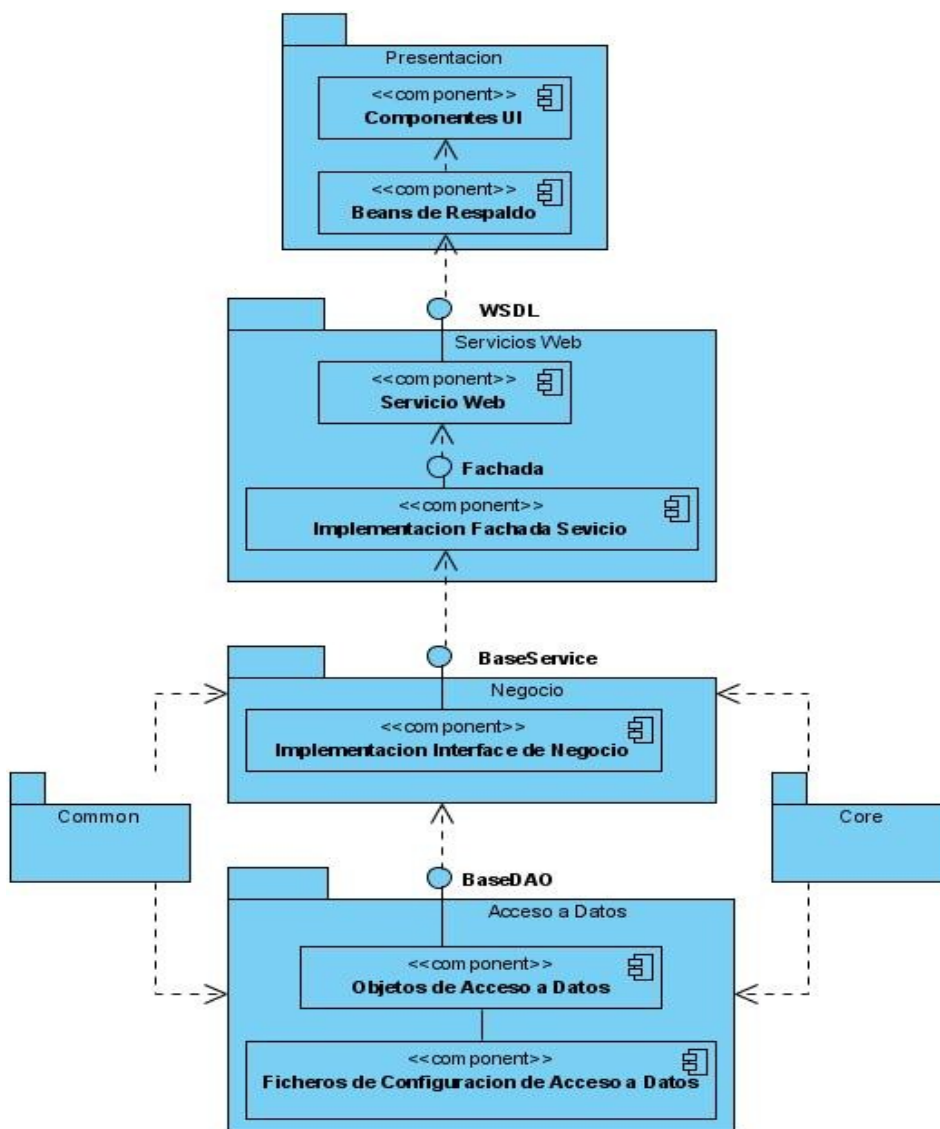 Presentacion
<<component>>
Componentes UI
<<component>>
Beans de Respaldo
WSDL
Servicios Web
<<component>>
Servicio Web
Fachada
<<component>>
Implementacion Fachada Sevicio
BaseService
Negocio
<<component>>
Implementacion Interface de Negocio
Common
Core
BaseDAO
Acceso a Datos
<<component>>
Objetos de Acceso a Datos
<<component>>
Ficheros de Configuracion de Acceso a Datos